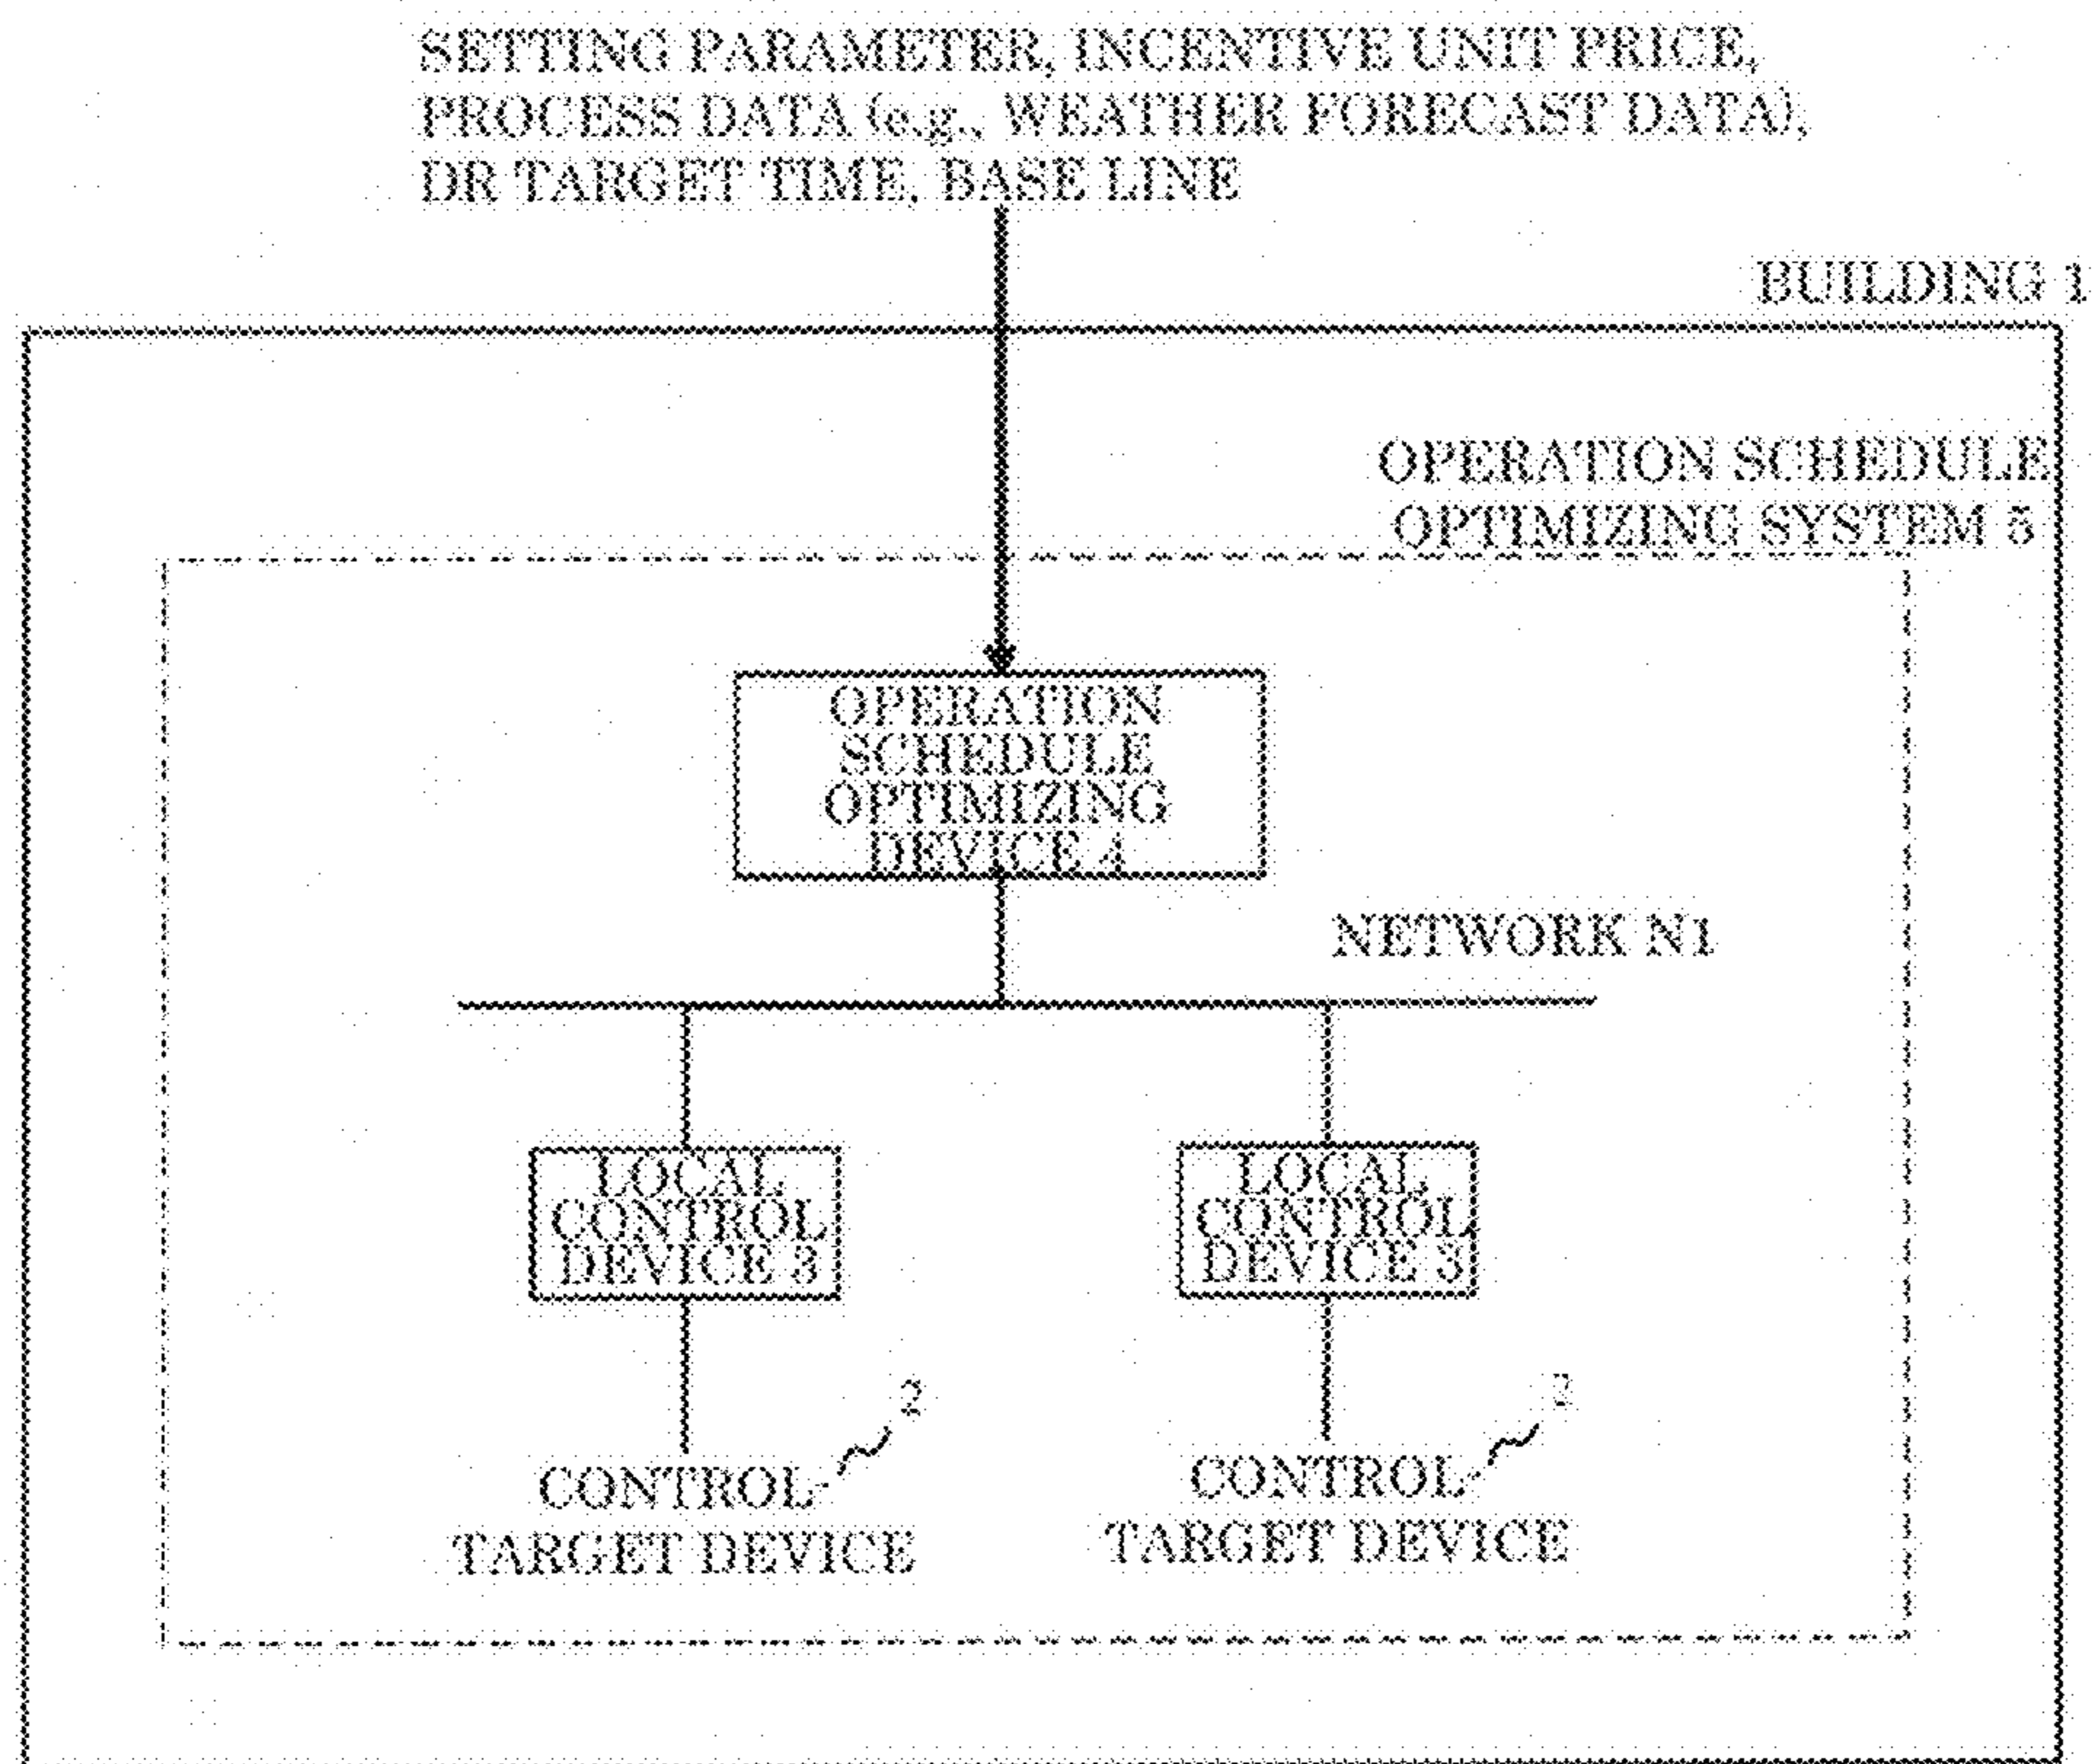 SETTING PARAMETER, INCENTIVE UNIT PRICE,
PROCESS DATA (e.g., WEATHER FORECAST DATA),
DR TARGET TIME, BASE LINE
BUILDING 1
OPERATION SCHEDULE
OPTIMIZING SYSTEM 5
OPERATION
SCHEDULE
OPTIMIZING
DEVICE 4
NETWORK N1
LOCAL
CONTROL
DEVICE 3
LOCAL
CONTROL
DEVICE 3
2
CONTROL
TARGET DEVICE
2
CONTROL
TARGET DEVICE